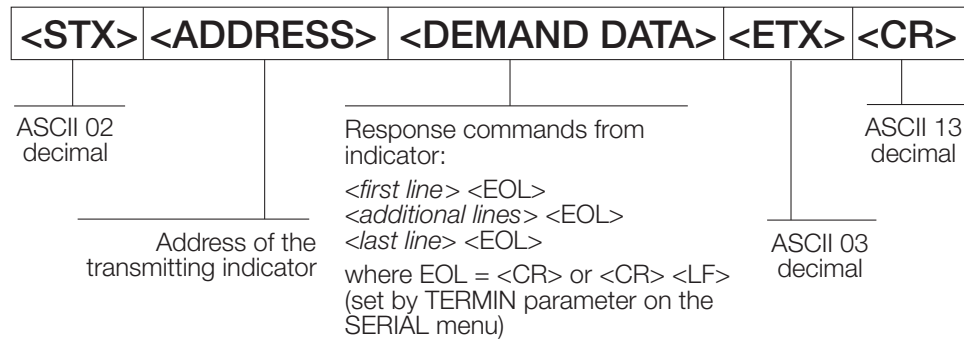 <STX> <ADDRESS> <DEMAND DATA> <ETX> <CR>
ASCII 02
decimal
Address of the
transmitting indicator
Response commands from
indicator:
<first line> <EOL>
<additional lines> <EOL>
<last line> <EOL>
where EOL = <CR> or <CR> <LF>
(set by TERMIN parameter on the
SERIAL menu)
ASCII 03
decimal
ASCII 13
decimal